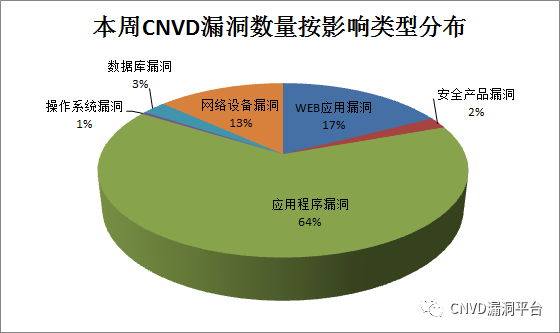 本周CNVD漏洞数量按影响类型分布
数据库漏洞
3%
操作系统漏洞
1%
网络设备漏洞
13%
WEB应用漏洞
17%
安全产品漏洞
2%
应用程序漏洞
64%
CNVD漏洞平台